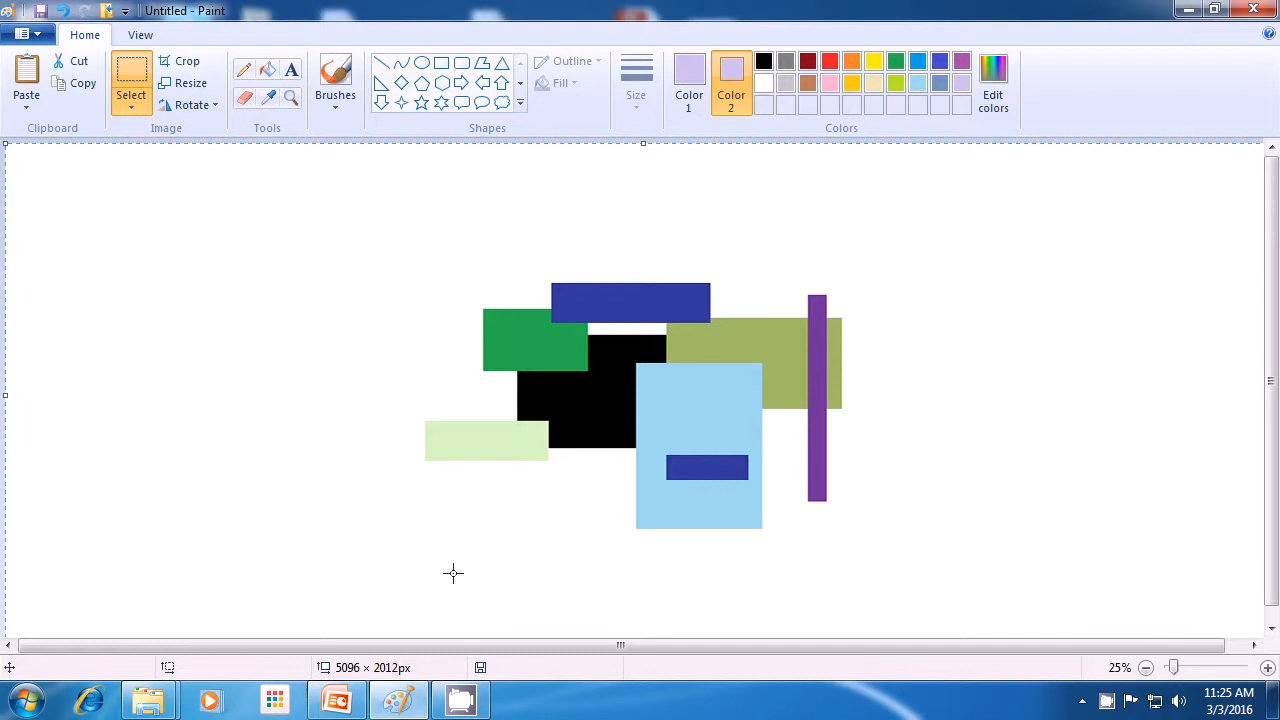 Untitled - Paint
Home
View
Paste
Cut
Copy
Clipboard
Select
Crop
Resize
Rotate
Image
A
Tools
Brushes
Outline
Fill
Shapes
Size
Color 1
Color 2
Edit colors
Colors
5096 × 2012px
25%
11:25 AM
3/3/2016